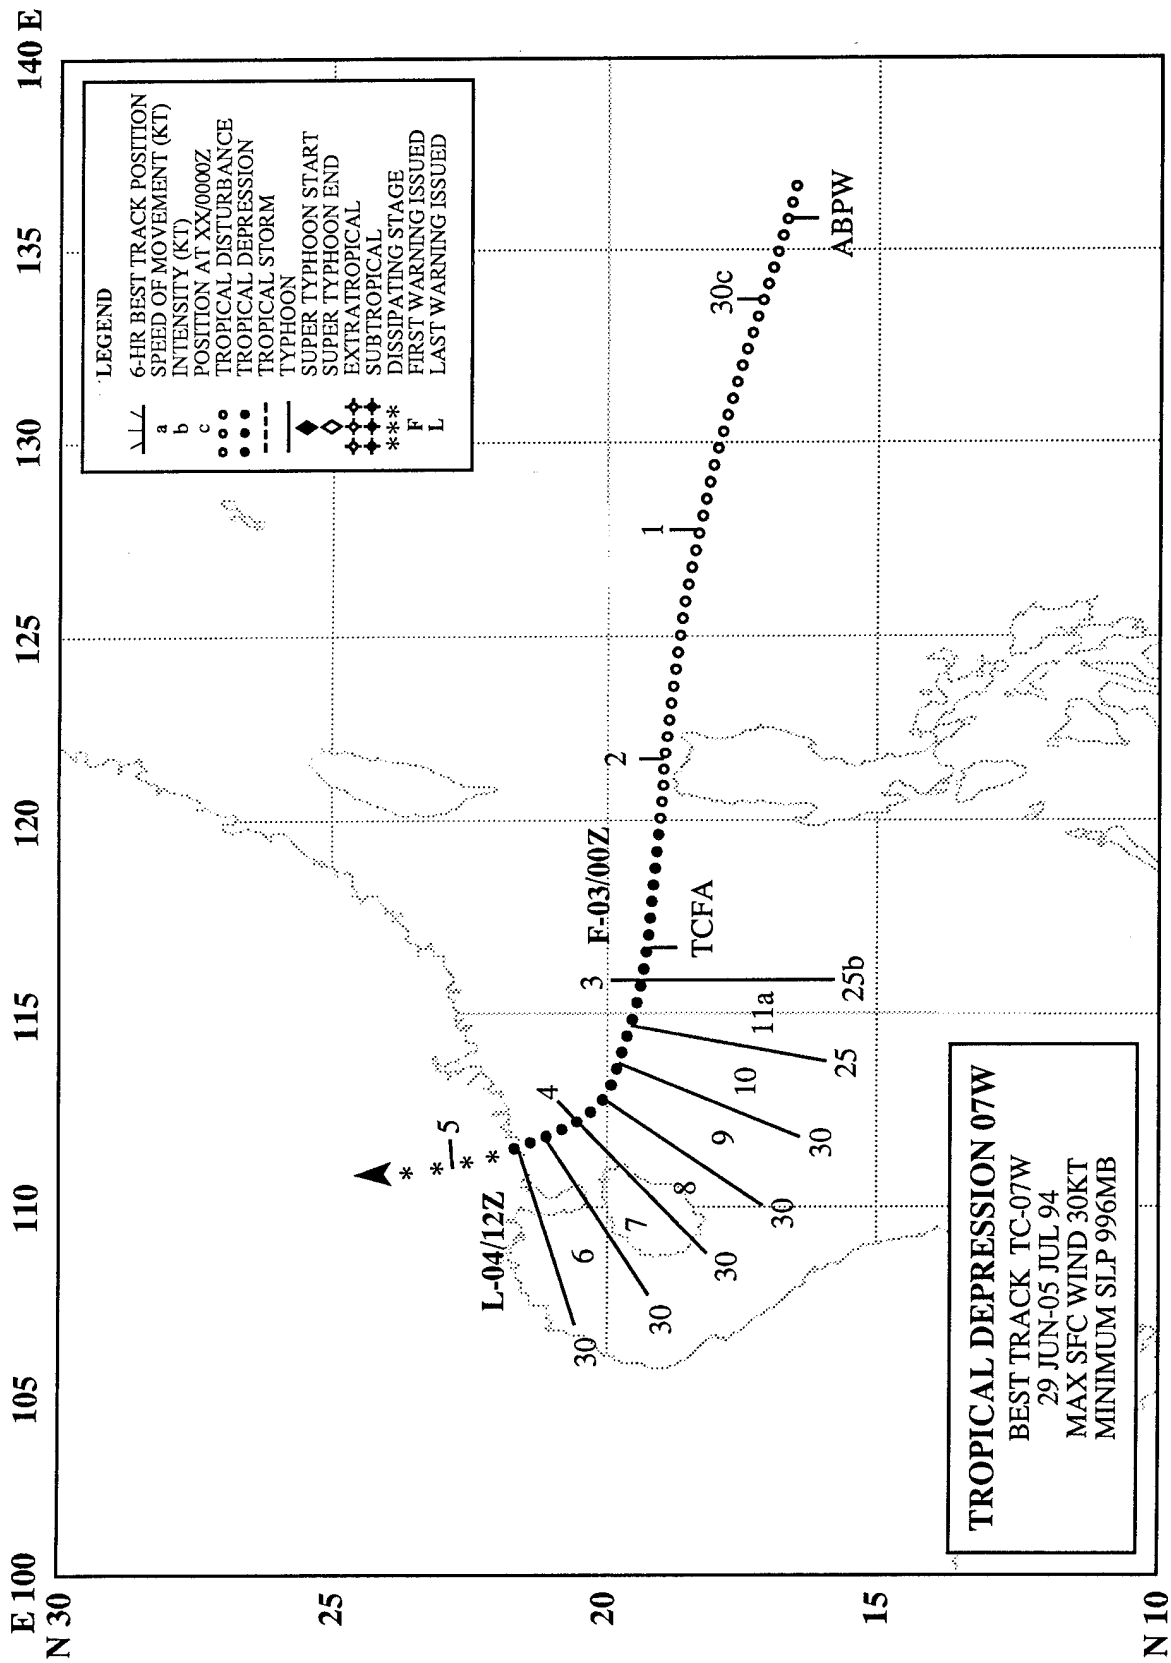 E 100 105 110 115 120 125 130 135 140 E
N 30
25
20
15
N 10
LEGEND
6-HR BEST TRACK POSITION
a SPEED OF MOVEMENT (KT)
b INTENSITY (KT)
c POSITION AT XX/0000Z
TROPICAL DISTURBANCE
TROPICAL DEPRESSION
TROPICAL STORM
TYPHOON
SUPER TYPHOON START
SUPER TYPHOON END
EXTRATROPICAL
SUBTROPICAL
*** DISSIPATING STAGE
F FIRST WARNING ISSUED
L LAST WARNING ISSUED
* * * *
5
L-04/12Z
4
3
F-03/00Z
2
1
30c
ABPW
TCFA
30
6
30
7
30
8
30
9
30
10
25
11a
25b
TROPICAL DEPRESSION 07W
BEST TRACK TC-07W
29 JUN-05 JUL 94
MAX SFC WIND 30KT
MINIMUM SLP 996MB